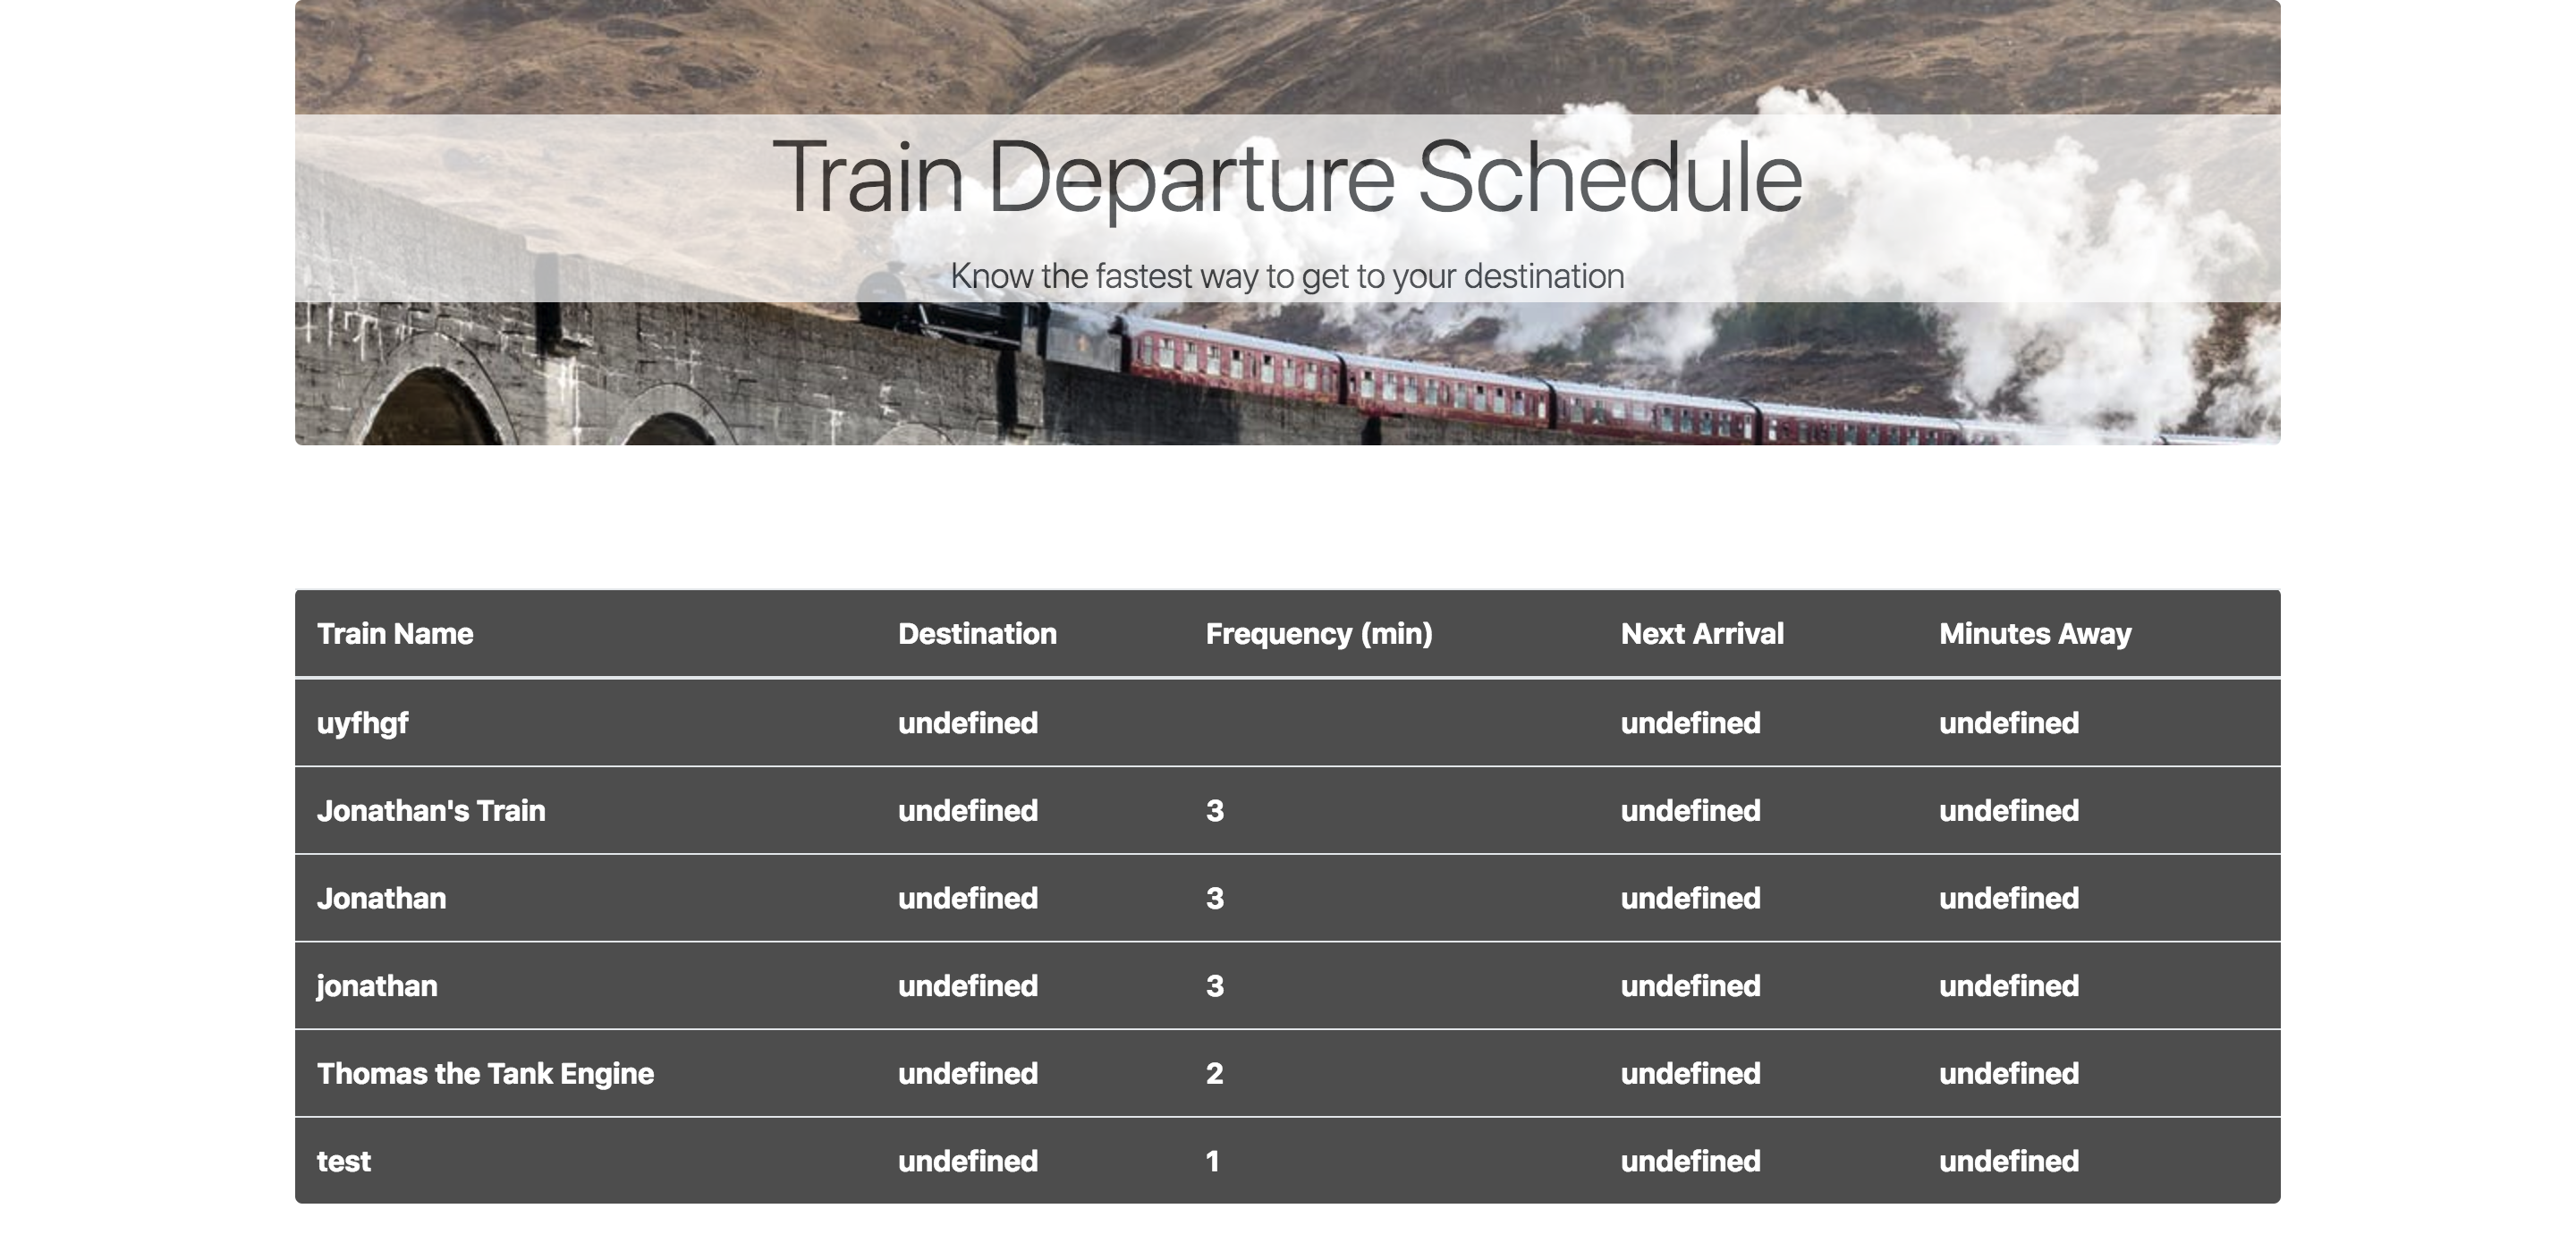 Train Departure Schedule
Know the fastest way to get to your destination
Train Name Destination Frequency (min) Next Arrival Minutes Away
uyfhgf undefined undefined undefined
Jonathan's Train undefined 3 undefined undefined
Jonathan undefined 3 undefined undefined
jonathan undefined 3 undefined undefined
Thomas the Tank Engine undefined 2 undefined undefined
test undefined 1 undefined undefined